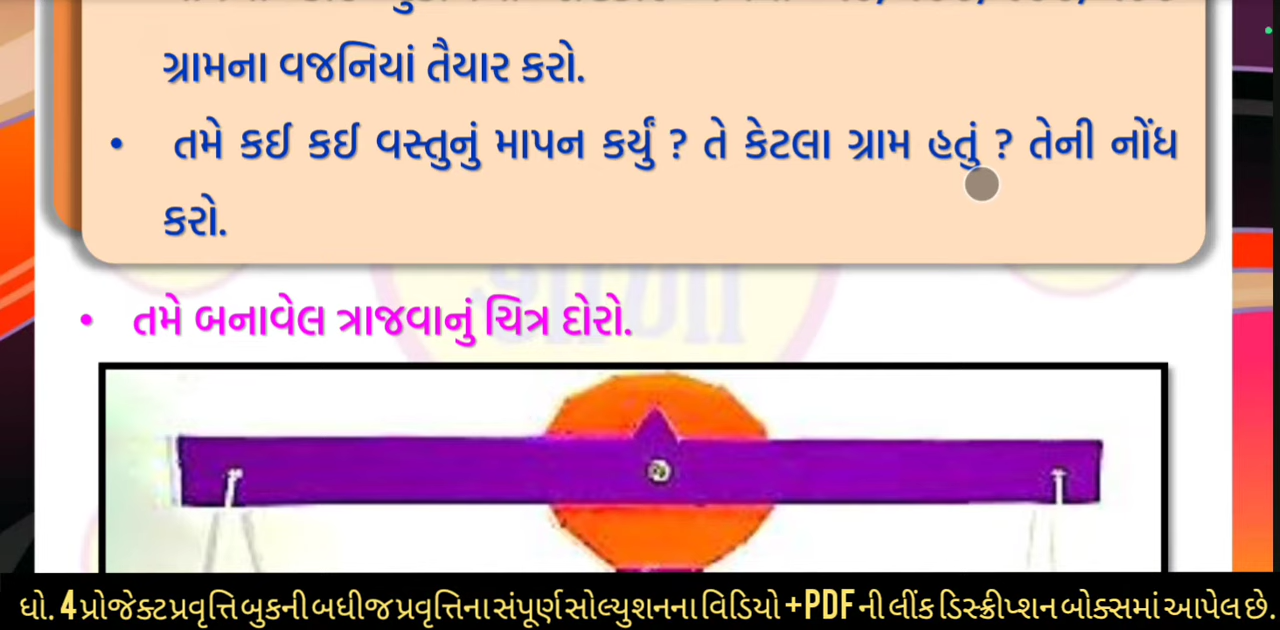 ગ્રામના વજનિયાં તૈયાર કરો.
• તમે કઈ કઈ વસ્તુનું માપન કર્યું ? તે કેટલા ગ્રામ હતું ? તેની નોંધ
કરો.
• તમે બનાવેલ ત્રાજવાનું ચિત્ર દોરો.
ધો. 4 પ્રોજેક્ટ પ્રવૃત્તિ બુકની બધી જ પ્રવૃત્તિના સંપૂર્ણ સોલ્યુશનના વિડિયો + PDF ની લીંક ડિસ્ક્રીપ્શન બોક્સમાં આપેલ છે.